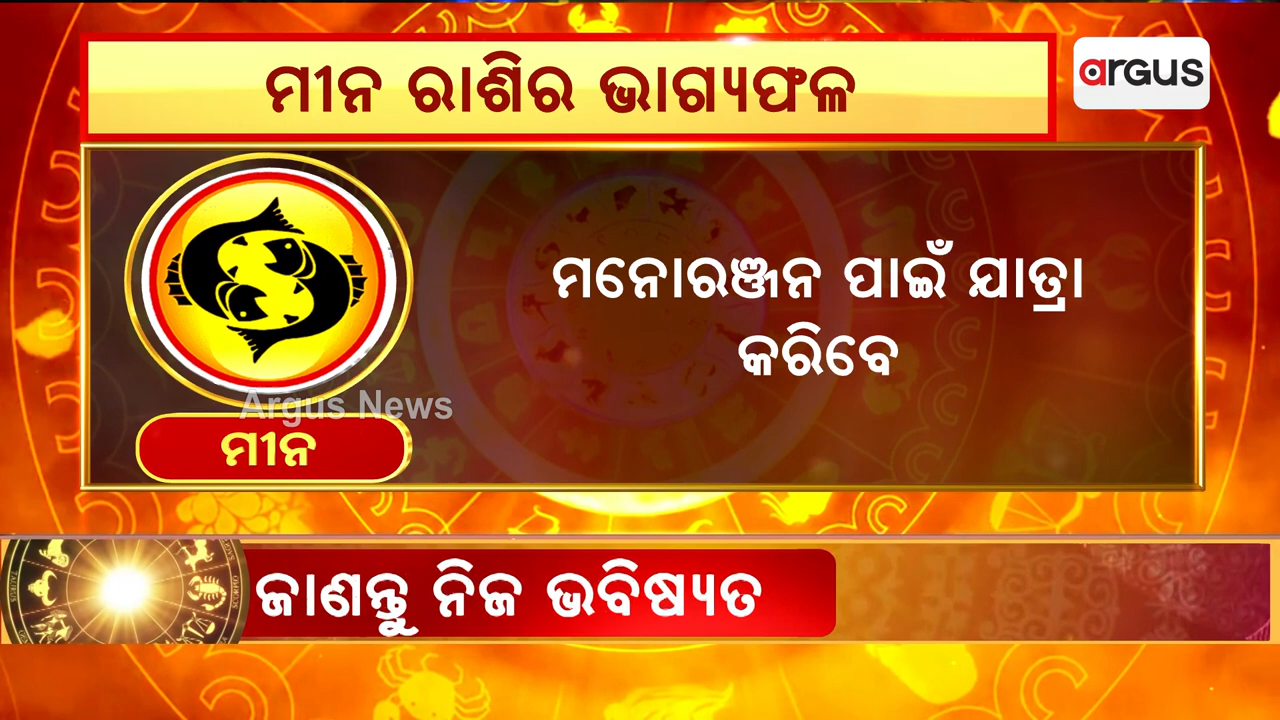 ମୀନ ରାଶିର ଭାଗ୍ୟଫଳ
argus
ମନୋରଞ୍ଜନ ପାଇଁ ଯାତ୍ରା
କରିବେ
Argus News
ମୀନ
ଜାଣନ୍ତୁ ନିଜ ଭବିଷ୍ୟତ